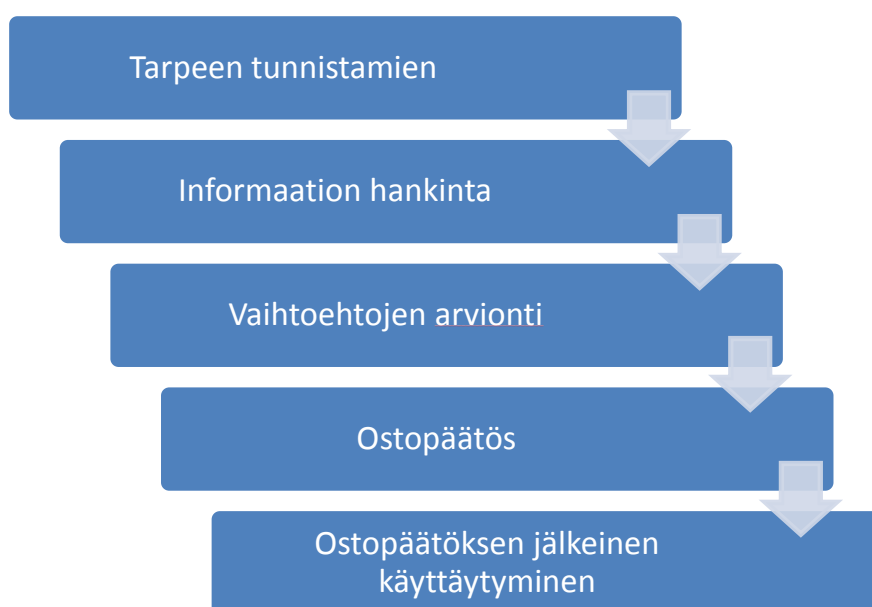 Tarpeen tunnistamien
Informaation hankinta
Vaihtoehtojen arvionti
Ostopäätös
Ostopäätöksen jälkeinen
käyttäytyminen